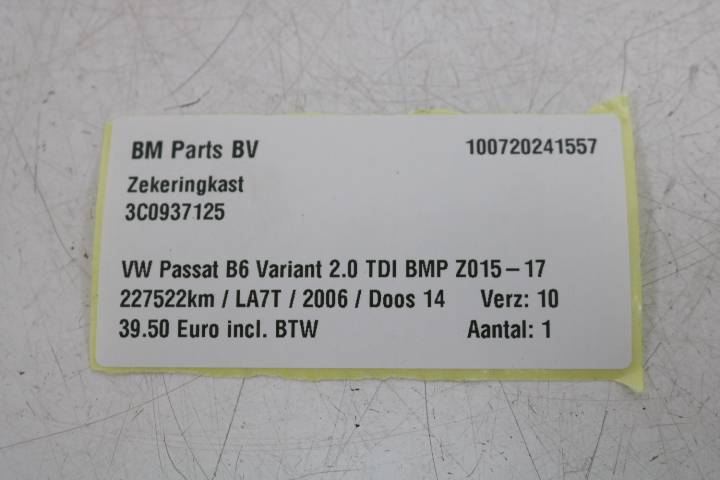 BM Parts BV 100720241557
Zekeringkast
3C0937125
VW Passat B6 Variant 2.0 TDI BMP Z015-17
227522km / LA7T / 2006 / Doos 14 Verz: 10
39.50 Euro incl. BTW Aantal: 1